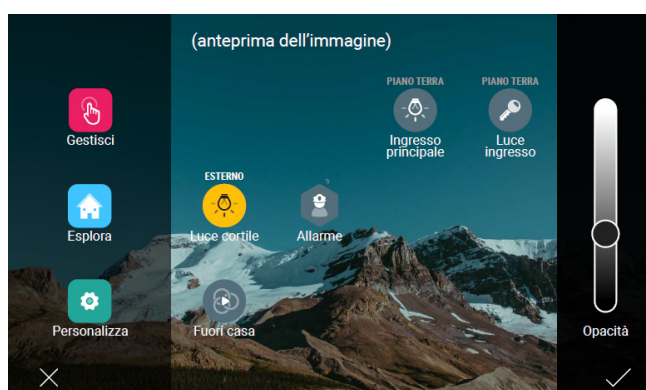 (anteprima dell'immagine)
PIANO TERRA
PIANO TERRA
Gestisci
Ingresso
principale
Luce
ingresso
ESTERNO
Esplora
Luce cortile
Allarme
Personalizza
Fuori casa
Opacità